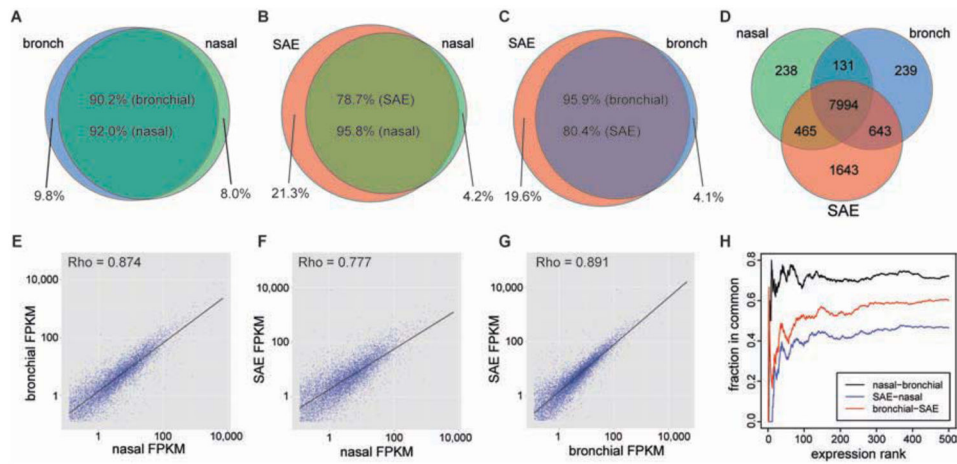 A
bronch
nasal
90.2% (bronchial)
92.0% (nasal)
9.8%
8.0%
B
SAE
nasal
78.7% (SAE)
95.8% (nasal)
21.3%
4.2%
C
SAE
bronch
95.9% (bronchial)
80.4% (SAE)
19.6%
4.1%
D
nasal
bronch
238
131
239
7994
465
643
1643
SAE
E
Rho = 0.874
10,000
100
1
bronchial FPKM
1
100
10,000
nasal FPKM
F
Rho = 0.777
10,000
100
1
SAE FPKM
1
100
10,000
nasal FPKM
G
Rho = 0.891
10,000
100
1
SAE FPKM
1
100
10,000
bronchial FPKM
H
0.8
0.6
0.4
0.2
0.0
fraction in common
nasal-bronchial
SAE-nasal
bronchial-SAE
0
100
200
300
400
500
expression rank